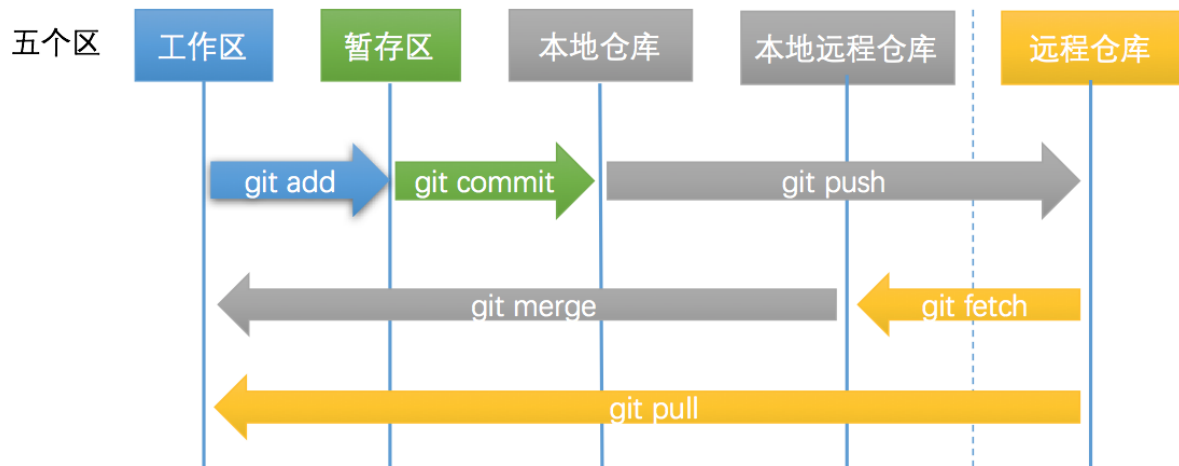 五个区
工作区
暂存区
本地仓库
本地远程仓库
远程仓库
git add
git commit
git push
git merge
git fetch
git pull